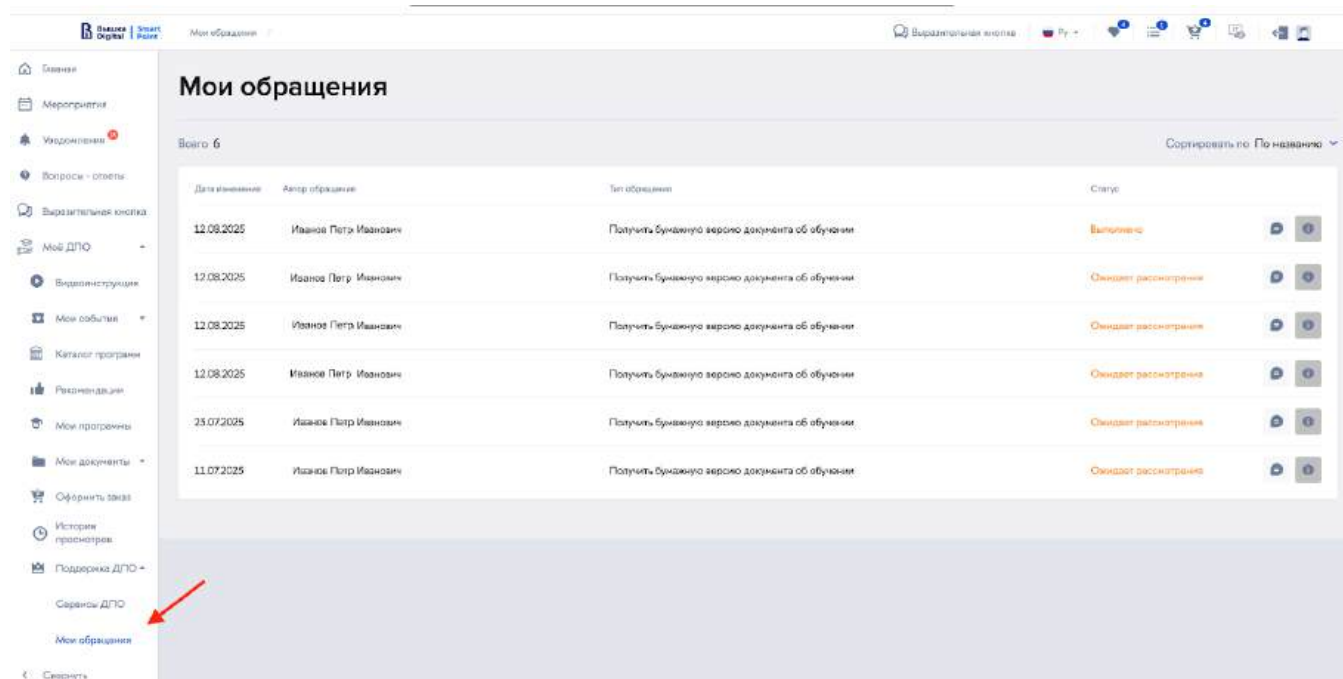 Вышка Digital | Smart Point
Мои обращения /
Выразительная кнопка
Ру
Главная
Мероприятия
Уведомления
Вопросы - ответы
Выразительная кнопка
Моё ДПО
Видеоинструкция
Мои события
Каталог программ
Рекомендации
Мои программы
Мои документы
Оформить заказ
История
просмотров
Поддержка ДПО
Сервисы ДПО
Мои обращения
Свернуть
Мои обращения
Всего 6
Сортировать по По названию
Дата изменения Автор обращения Тип обращения Статус
12.08.2025 Иванов Петр Иванович Получить бумажную версию документа об обучении Выполнено
12.08.2025 Иванов Петр Иванович Получить бумажную версию документа об обучении Ожидает рассмотрения
12.08.2025 Иванов Петр Иванович Получить бумажную версию документа об обучении Ожидает рассмотрения
12.08.2025 Иванов Петр Иванович Получить бумажную версию документа об обучении Ожидает рассмотрения
23.07.2025 Иванов Петр Иванович Получить бумажную версию документа об обучении Ожидает рассмотрения
11.07.2025 Иванов Петр Иванович Получить бумажную версию документа об обучении Ожидает рассмотрения